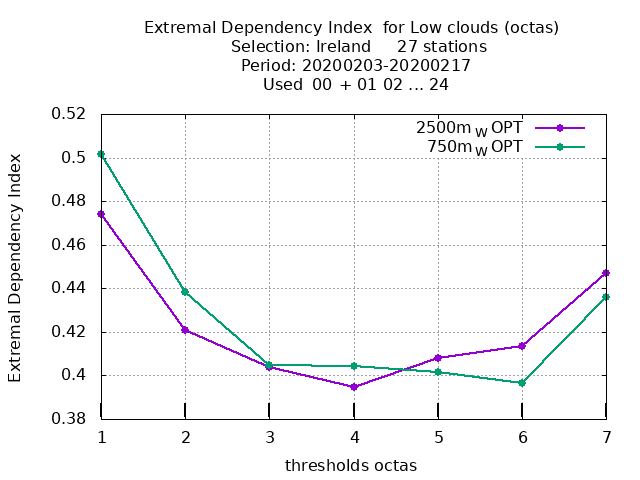 Extremal Dependency Index  for Low clouds (octas)
Selection: Ireland     27 stations
Period: 20200203-20200217
Used  00 + 01 02 ... 24
2500m W OPT
750m W OPT
Extremal Dependency Index
0.52
0.5
0.48
0.46
0.44
0.42
0.4
0.38
1 2 3 4 5 6 7
thresholds octas